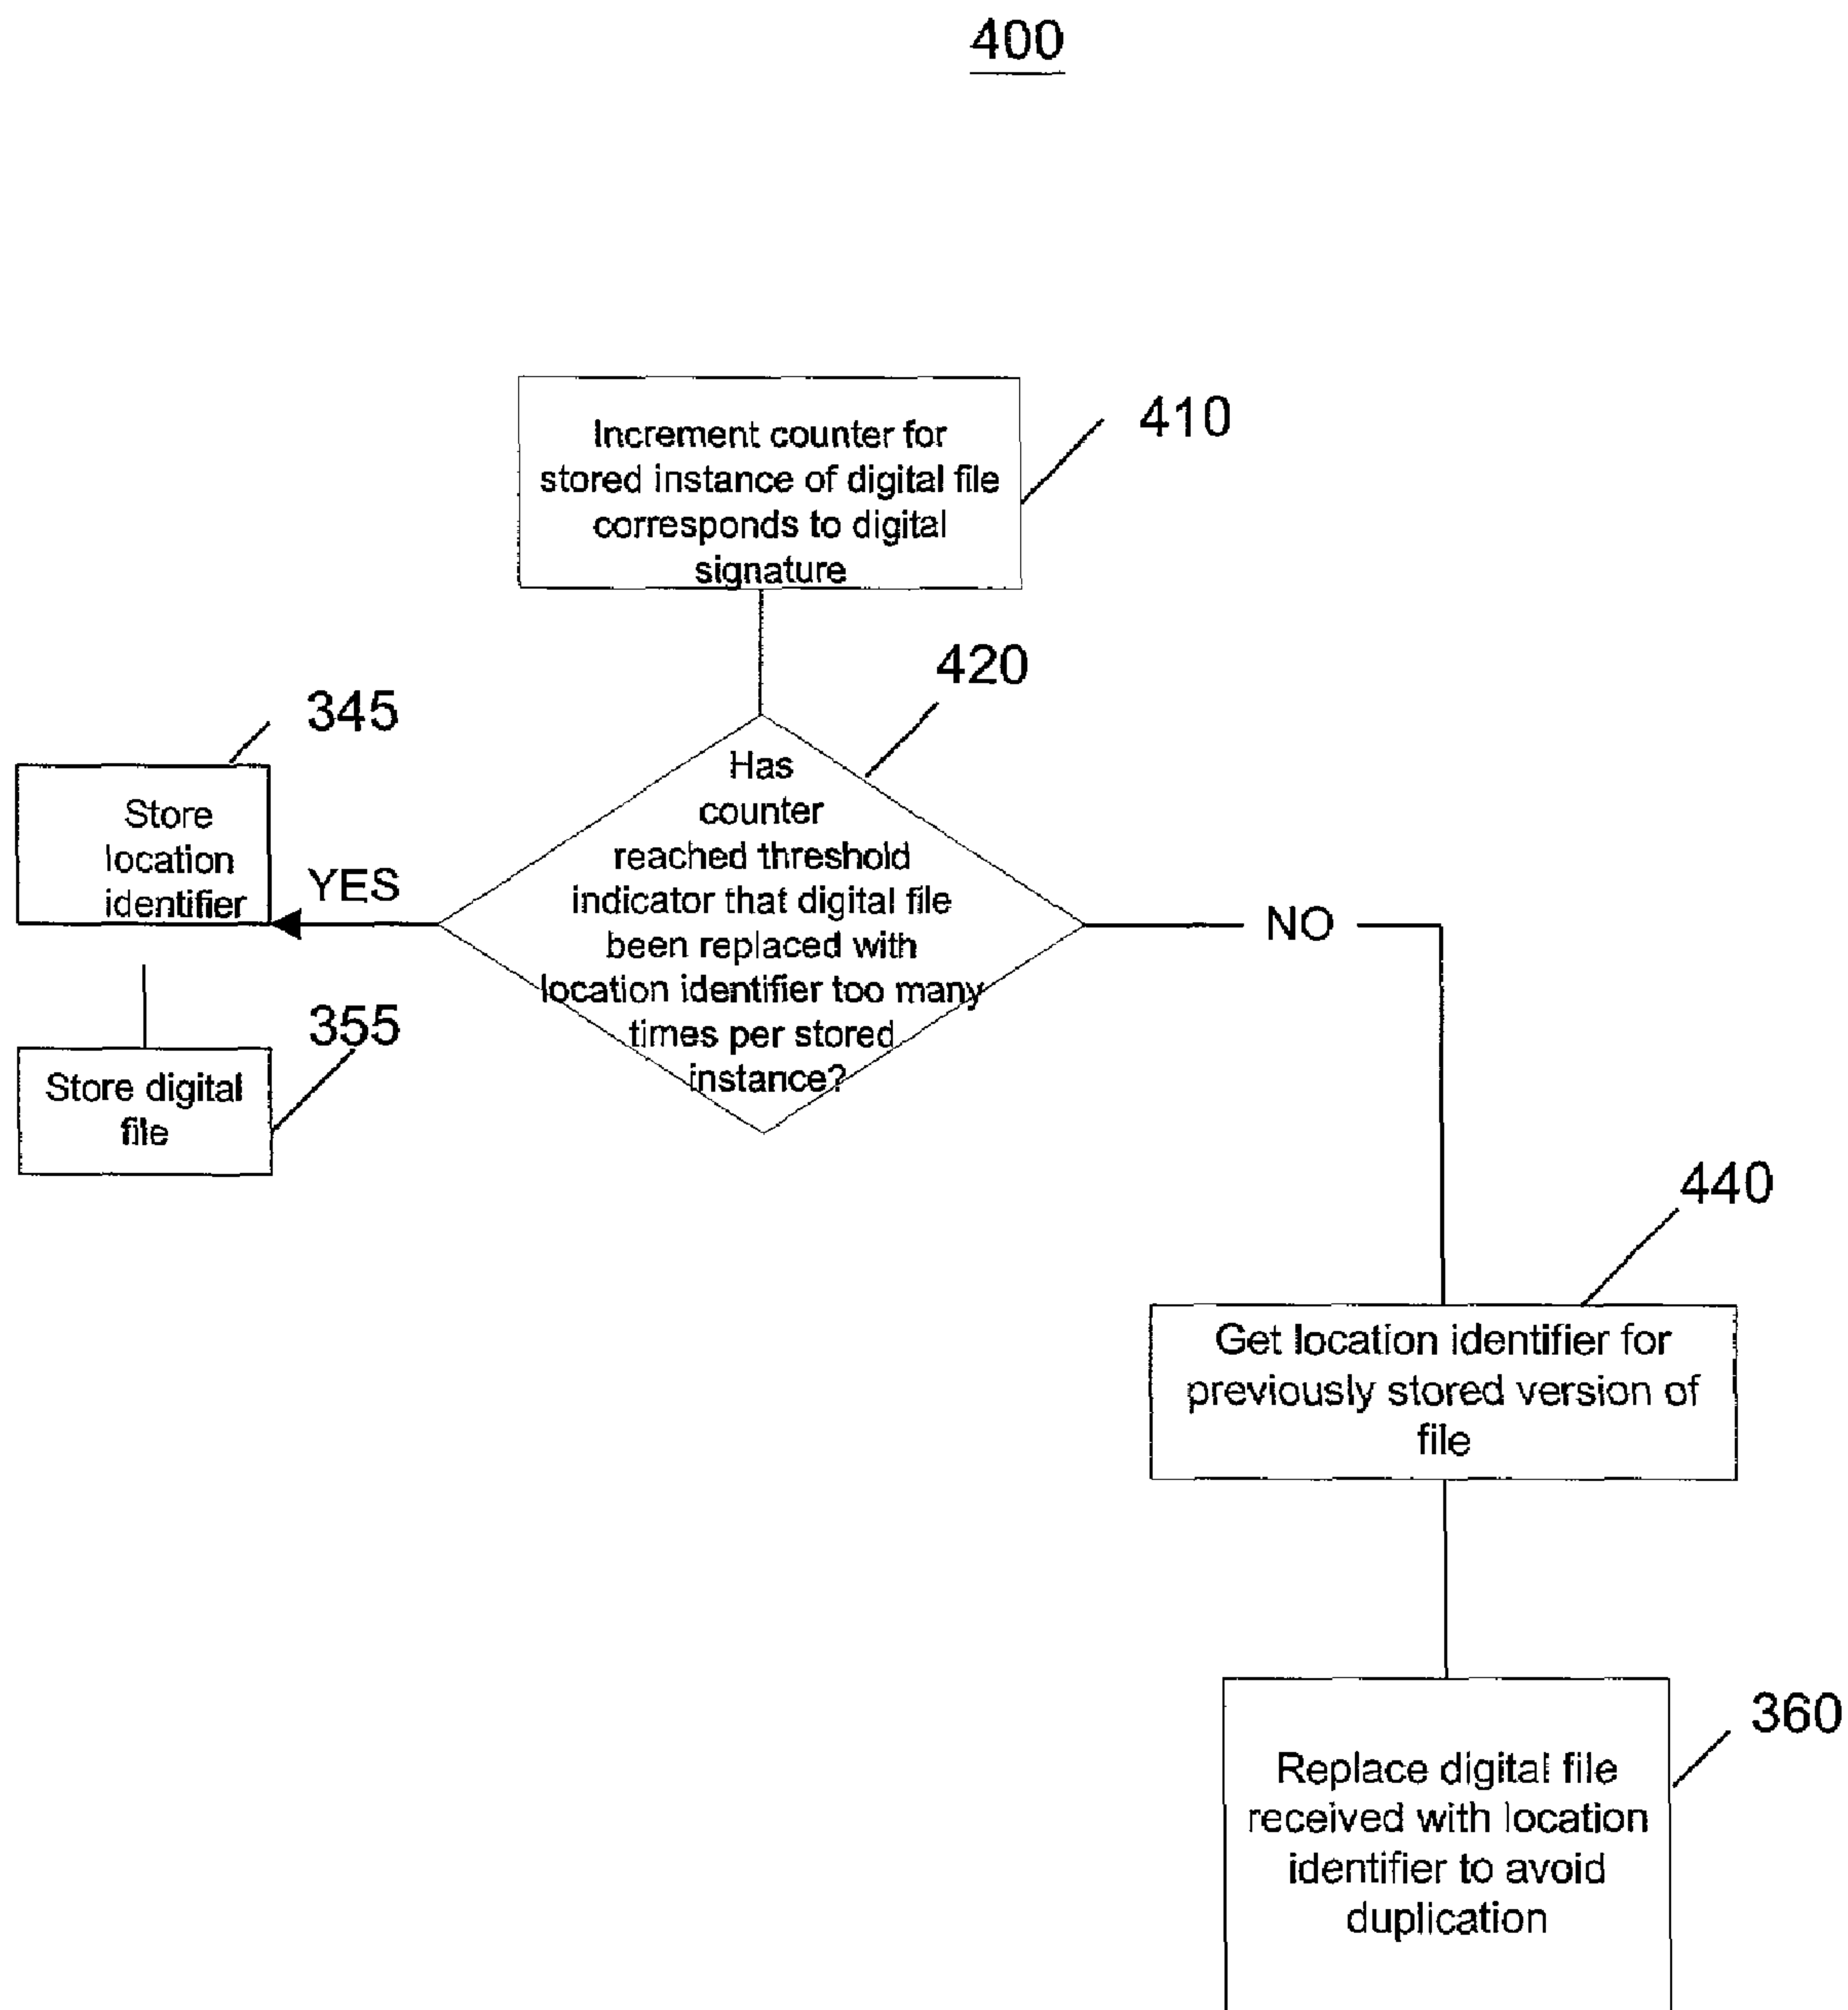 400
Increment counter for
stored instance of digital file
corresponds to digital
signature
410
420
Has
counter
reached threshold
indicator that digital file
been replaced with
location identifier too many
times per stored
instance?
345
Store
location
identifier
YES
355
Store digital
file
NO
440
Get location identifier for
previously stored version of
file
360
Replace digital file
received with location
identifier to avoid
duplication